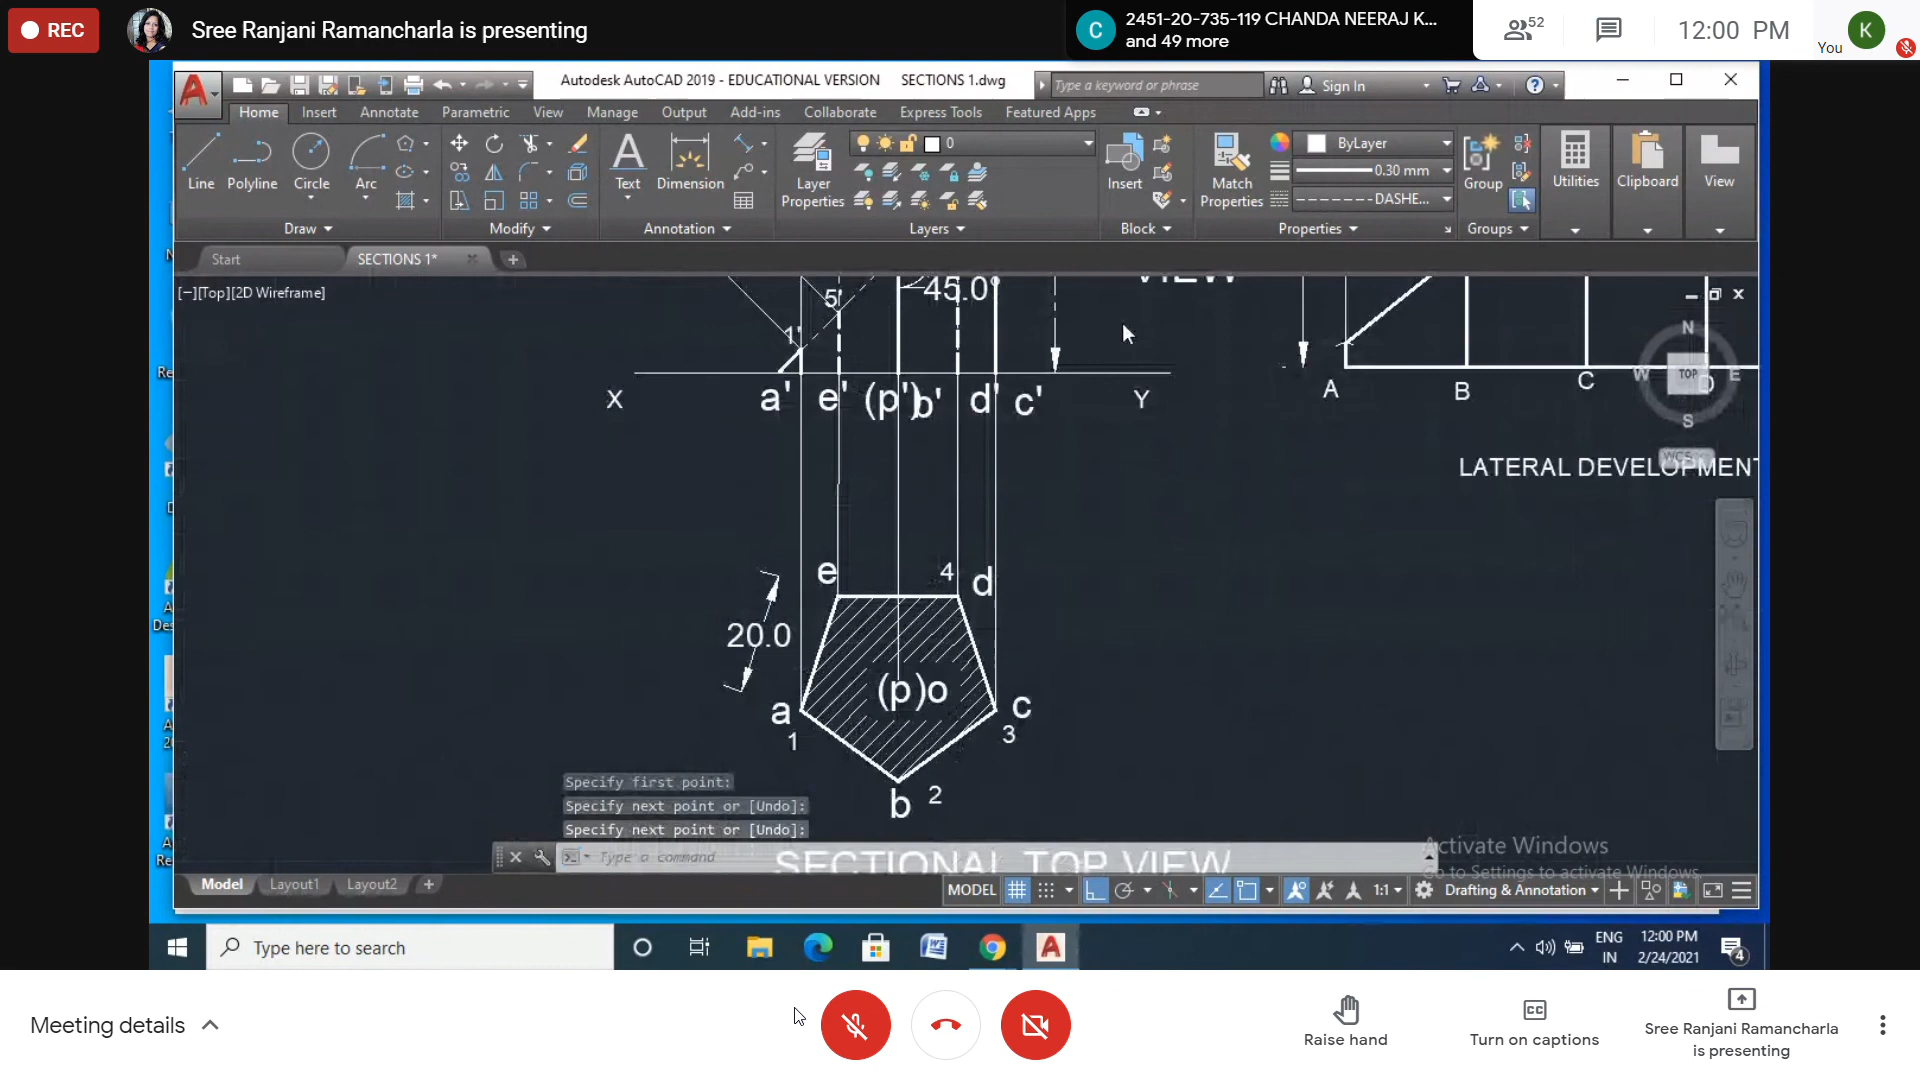 REC
Sree Ranjani Ramancharla is presenting
C
2451-20-735-119 CHANDA NEERAJ K...
and 49 more
52
12:00 PM
You
K
Autodesk AutoCAD 2019 - EDUCATIONAL VERSION SECTIONS 1.dwg
Type a keyword or phrase
Sign In
Home Insert Annotate Parametric View Manage Output Add-ins Collaborate Express Tools Featured Apps
Line Polyline Circle Arc
Draw
Modify
Text Dimension
Annotation
Layer
Properties
0
Layers
Insert
Block
Match
Properties
ByLayer
0.30 mm
DASHE...
Properties
Group
Groups
Utilities
Clipboard
View
Start
SECTIONS 1*
[−][Top][2D Wireframe]
5'
45.0°
VIEW
1'
X a' e' (p') b' d' c' Y
A B C D
N
W TOP E
S
WCS
LATERAL DEVELOPMENT
e 4 d
20.0
(p)o
a c
1 3
b 2
Specify first point:
Specify next point or [Undo]:
Specify next point or [Undo]:
Type a command
SECTIONAL TOP VIEW
Activate Windows
Go to Settings to activate Windows.
Model Layout1 Layout2
MODEL
1:1
Drafting & Annotation
Type here to search
ENG
IN
12:00 PM
2/24/2021
4
Meeting details
Raise hand
Turn on captions
Sree Ranjani Ramancharla
is presenting